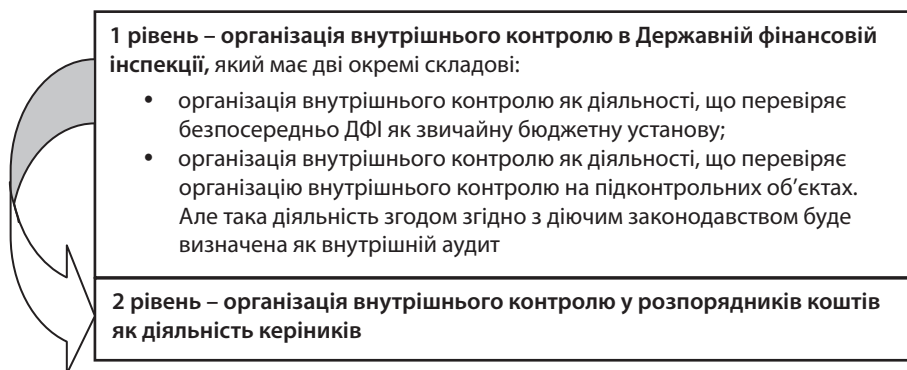 1 рівень – організація внутрішнього контролю в Державній фінансовій
інспекції, який має дві окремі складові:
• організація внутрішнього контролю як діяльності, що перевіряє
безпосередньо ДФІ як звичайну бюджетну установу;
• організація внутрішнього контролю як діяльності, що перевіряє
організацію внутрішнього контролю на підконтрольних об’єктах.
Але така діяльність згодом згідно з діючим законодавством буде
визначена як внутрішній аудит
2 рівень – організація внутрішнього контролю у розпорядників коштів
як діяльність керіників